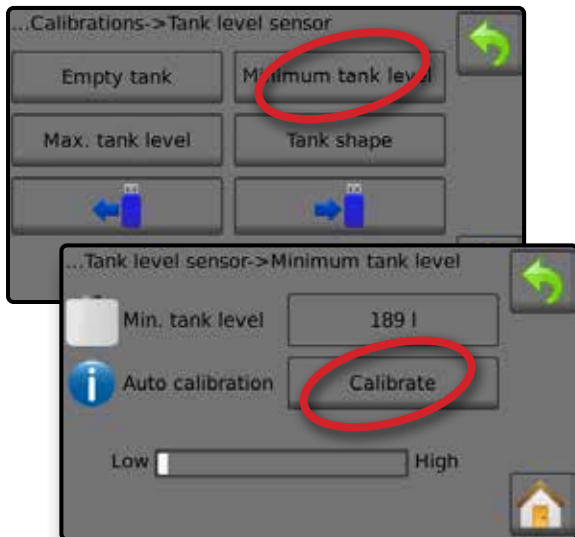 ...Calibrations->Tank level sensor
Empty tank
Minimum tank level
Max. tank level
Tank shape
...Tank level sensor->Minimum tank level
Min. tank level
189 l
i
Auto calibration
Calibrate
Low
High